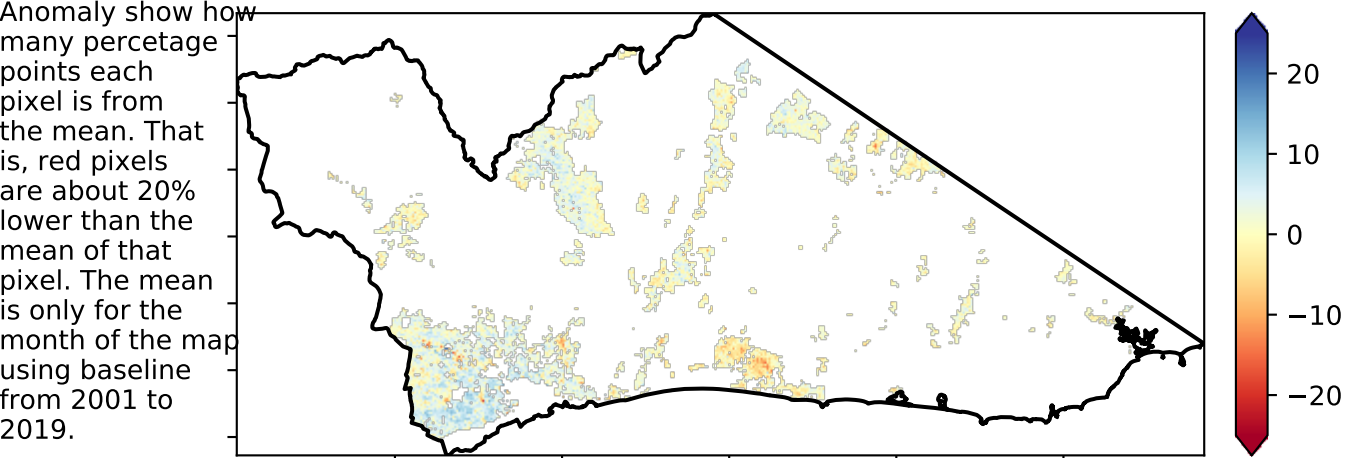 Anomaly show how
many percetage
points each
pixel is from
the mean. That
is, red pixels
are about 20%
lower than the
mean of that
pixel. The mean
is only for the
month of the map
using baseline
from 2001 to
2019.
20
10
0
−10
−20